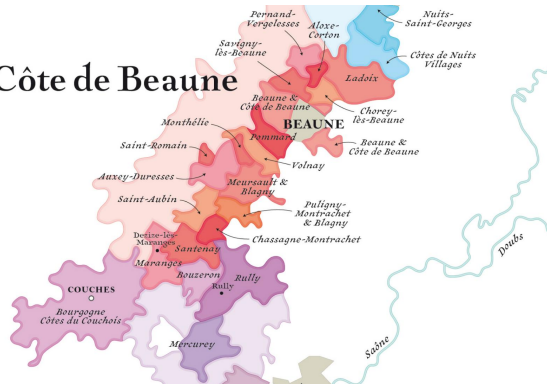 Pernand-
Vergelesses
Aloxe-
Corton
Nuits-
Saint-Georges
Savigny-
lès-Beaune
Côtes de Nuits
Villages
Côte de Beaune
Ladoix
Beaune &
Côte de Beaune
Chorey-
lès-Beaune
Monthélie
BEAUNE
Pommard
Saint-Romain
Beaune &
Côte de Beaune
Volnay
Auxey-Duresses
Meursault &
Blagny
Saint-Aubin
Puligny-
Montrachet
& Blagny
Dezize-lès-
Maranges
Chassagne-Montrachet
Santenay
Maranges
Doubs
Bouzeron
Rully
Rully
COUCHES
Bourgogne
Côtes du Couchois
Mercurey
Saône